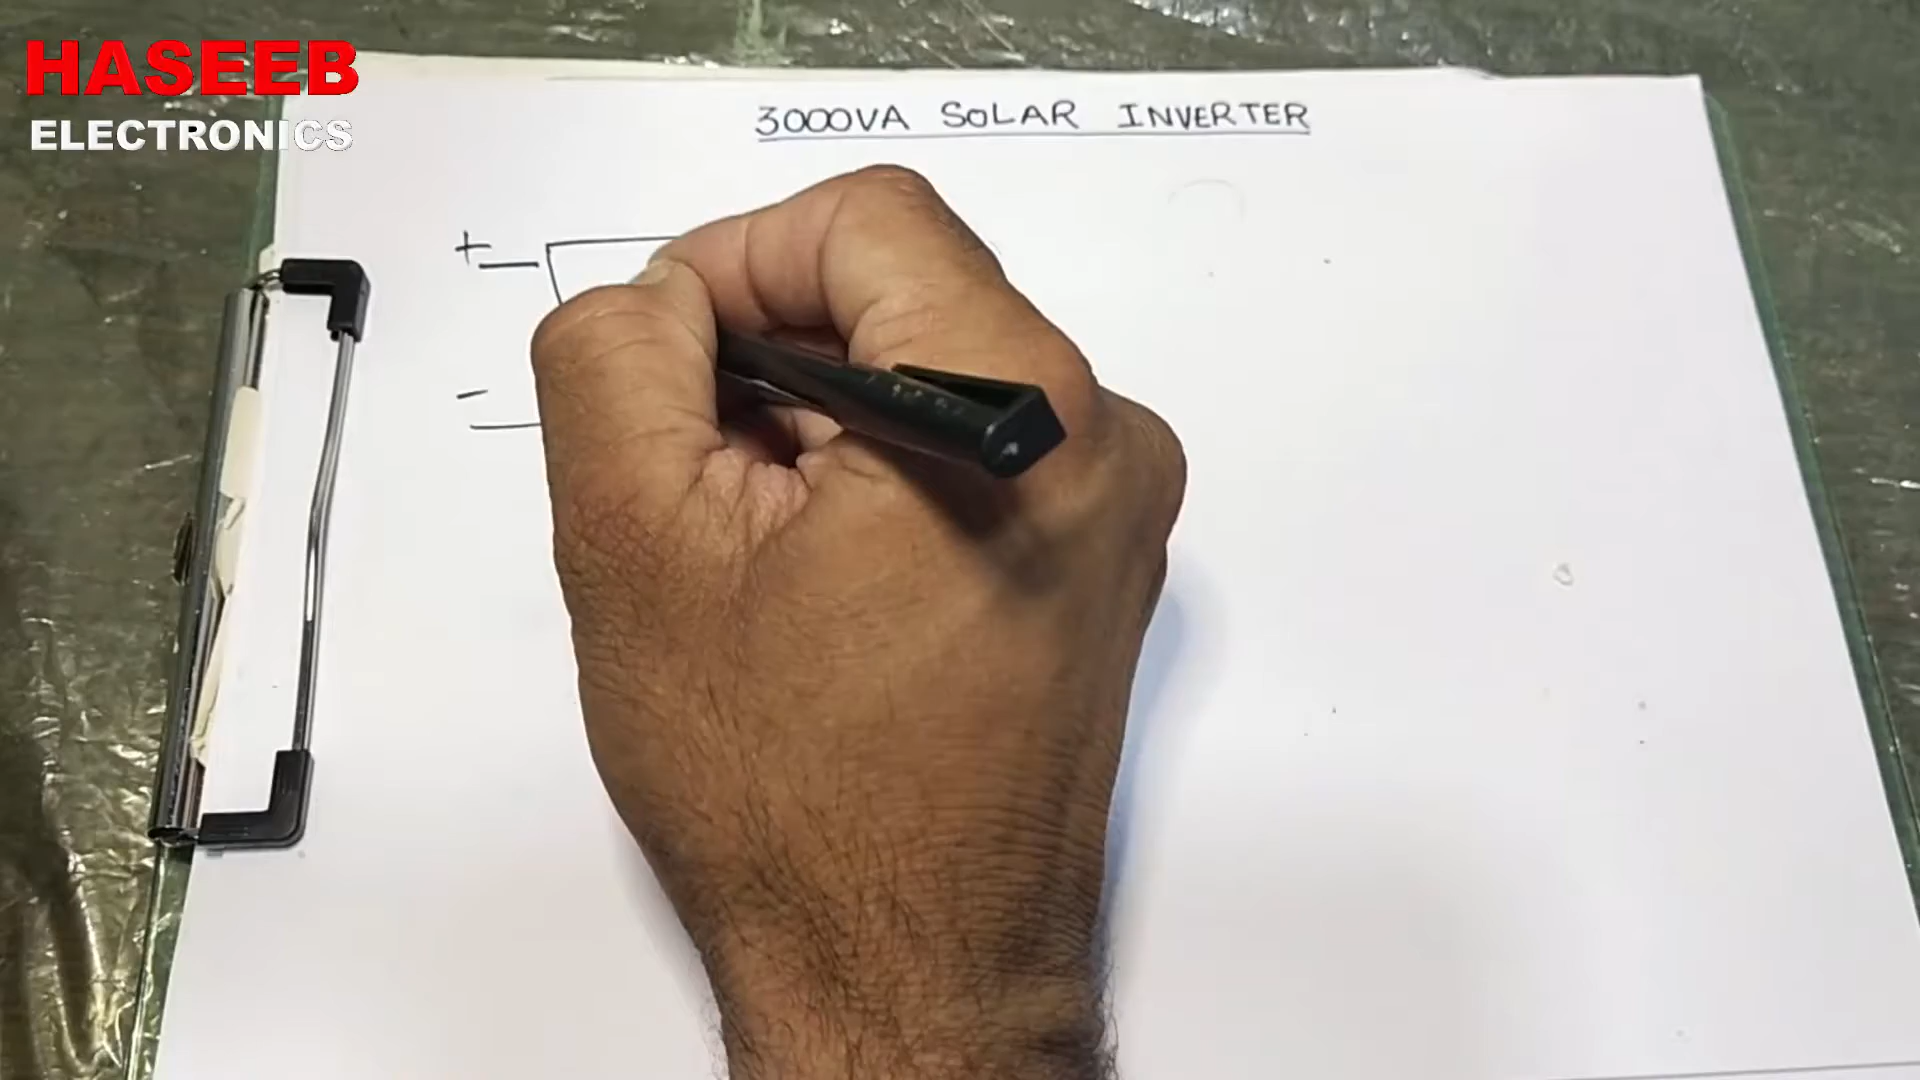 HASEEB
ELECTRONICS
3000VA SOLAR INVERTER
+
-